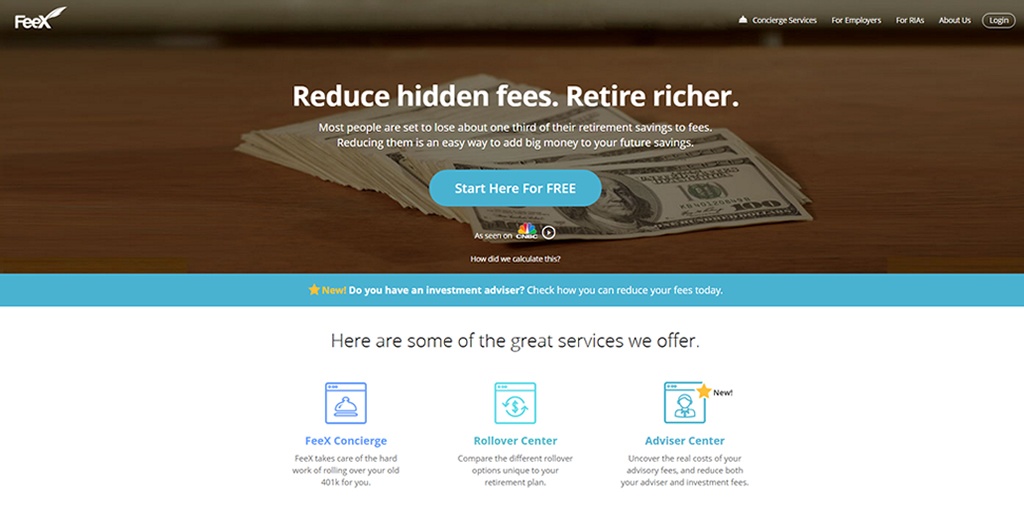 FeeX
Concierge Services For Employers For RIAs About Us Login
Reduce hidden fees. Retire richer.
Most people are set to lose about one third of their retirement savings to fees.
Reducing them is an easy way to add big money to your future savings.
Start Here For FREE
As seen on CNBC
How did we calculate this?
New! Do you have an investment adviser? Check how you can reduce your fees today.
Here are some of the great services we offer.
New!
FeeX Concierge
FeeX takes care of the hard
work of rolling over your old
401k for you.
Rollover Center
Compare the different rollover
options unique to your
retirement plan.
Adviser Center
Uncover the real costs of your
advisory fees, and reduce both
your adviser and investment fees.
100